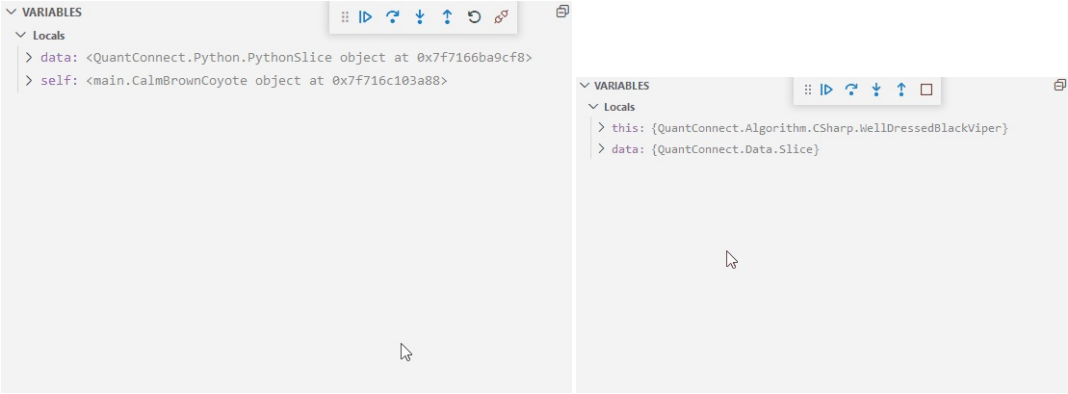 VARIABLES
Locals
data: <QuantConnect.Python.PythonSlice object at 0x7f7166ba9cf8>
self: <main.CalmBrownCoyote object at 0x7f716c103a88>
VARIABLES
Locals
this: {QuantConnect.Algorithm.CSharp.WellDressedBlackViper}
data: {QuantConnect.Data.Slice}